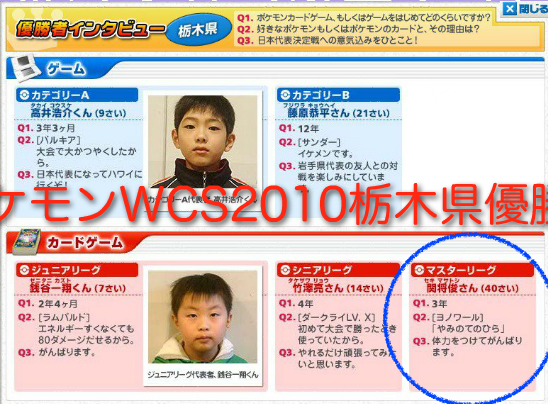 優勝者インタビュー 栃木県
Q1. ポケモンカードゲーム、もしくはゲームをはじめてどのくらいですか？
Q2. 好きなポケモンもしくはポケモンのカードと、その理由は？
Q3. 日本代表決定戦への意気込みをひとこと！
閉じる
ゲーム
カテゴリーA
タカイ コウスケ
高井浩介くん (9さい)
Q1. 3年3ヶ月
Q2. [パルキア]
大会で大かつやくしたか
ら。
Q3. 日本代表になってハワイに
行くぞ！
カテゴリーA代表者、高井浩介くん
カテゴリーB
フジワラ キョウヘイ
藤原恭平さん (21さい)
Q1. 12年
Q2. [サンダー]
イケメンです。
Q3. 岩手県代表の友人との対
戦を楽しみにしていま
ケモンWCS2010栃木県優勝
カードゲーム
ジュニアリーグ
ゼニタニ カズト
銭谷一翔くん (7さい)
Q1. 2年4ヶ月
Q2. [ラムパルド]
エネルギーすくなくても
80ダメージだせるから。
Q3. がんばります。
ジュニアリーグ代表者、銭谷一翔くん
シニアリーグ
タケザワ リョウ
竹澤亮さん (14さい)
Q1. 4年
Q2. [ダークライLV. X]
初めて大会で勝ったとき
使っていたから。
Q3. やれるだけ頑張ってみた
いと思います。
マスターリーグ
セキ マサトシ
関将俊さん (40さい)
Q1. 3年
Q2. [ヨノワール]
「やみのてのひら」
Q3. 体力をつけてがんばり
ます。